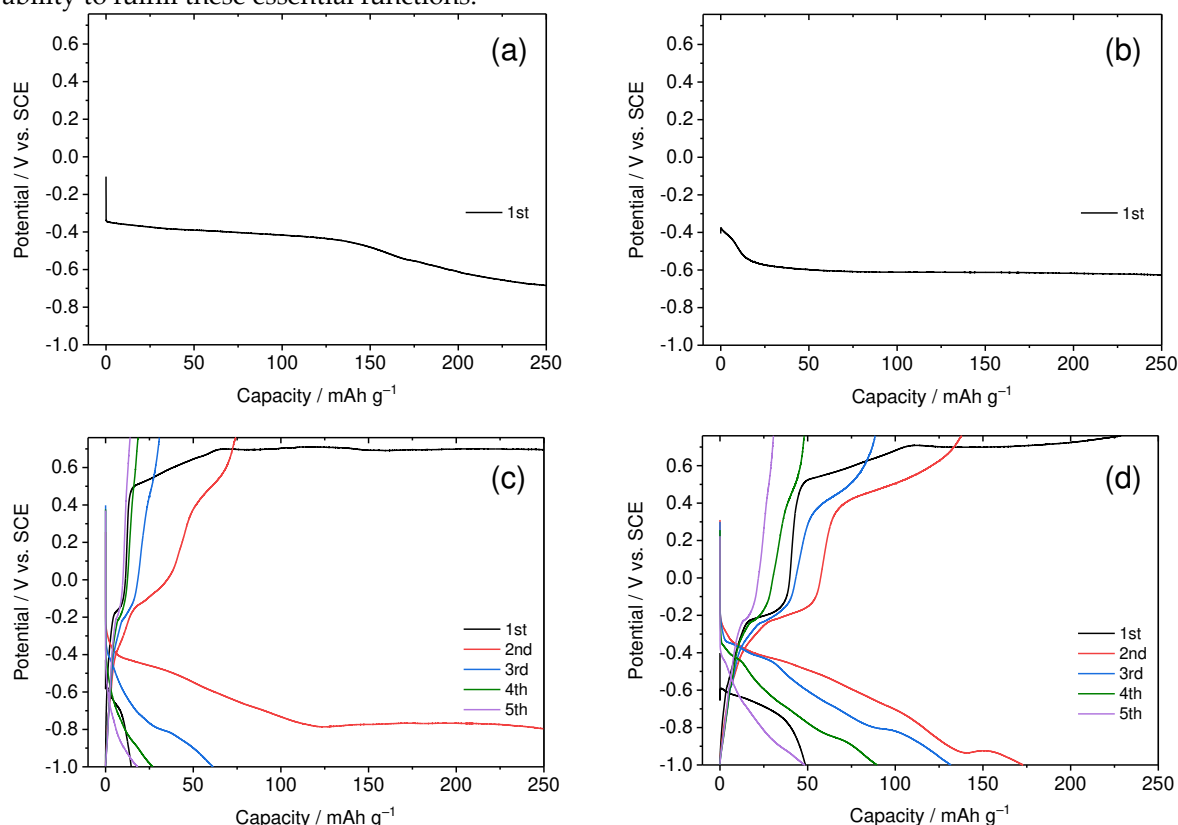 ability to fulfill these essential functions.
(a)
Potential / V vs. SCE
0.6
0.4
0.2
0.0
-0.2
-0.4
-0.6
-0.8
-1.0
1st
0 50 100 150 200 250
Capacity / mAh g⁻¹
(b)
Potential / V vs. SCE
0.6
0.4
0.2
0.0
-0.2
-0.4
-0.6
-0.8
-1.0
1st
0 50 100 150 200 250
Capacity / mAh g⁻¹
(c)
Potential / V vs. SCE
0.6
0.4
0.2
0.0
-0.2
-0.4
-0.6
-0.8
-1.0
1st
2nd
3rd
4th
5th
0 50 100 150 200 250
Capacity / mAh g⁻¹
(d)
Potential / V vs. SCE
0.6
0.4
0.2
0.0
-0.2
-0.4
-0.6
-0.8
-1.0
1st
2nd
3rd
4th
5th
0 50 100 150 200 250
Capacity / mAh g⁻¹